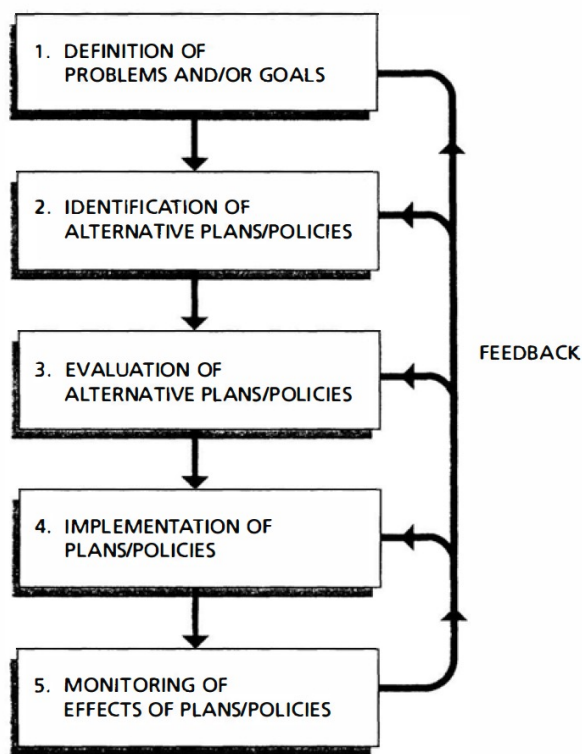 1. DEFINITION OF
PROBLEMS AND/OR GOALS
2. IDENTIFICATION OF
ALTERNATIVE PLANS/POLICIES
FEEDBACK
3. EVALUATION OF
ALTERNATIVE PLANS/POLICIES
4. IMPLEMENTATION OF
PLANS/POLICIES
5. MONITORING OF
EFFECTS OF PLANS/POLICIES